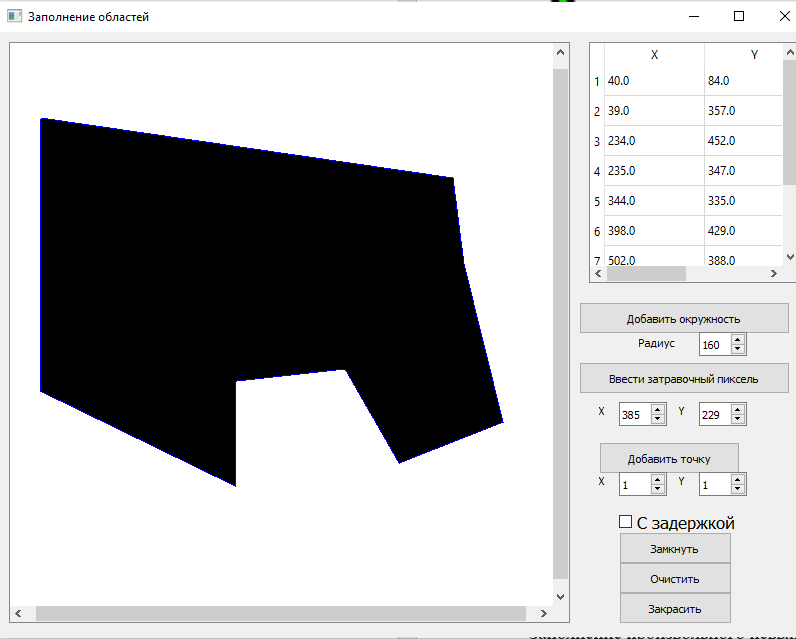 Заполнение областей
X Y
1 40.0 84.0
2 39.0 357.0
3 234.0 452.0
4 235.0 347.0
5 344.0 335.0
6 398.0 429.0
7 502.0 388.0
Добавить окружность
Радиус 160
Ввести затравочный пиксель
X 385 Y 229
Добавить точку
X 1 Y 1
С задержкой
Замкнуть
Очистить
Закрасить